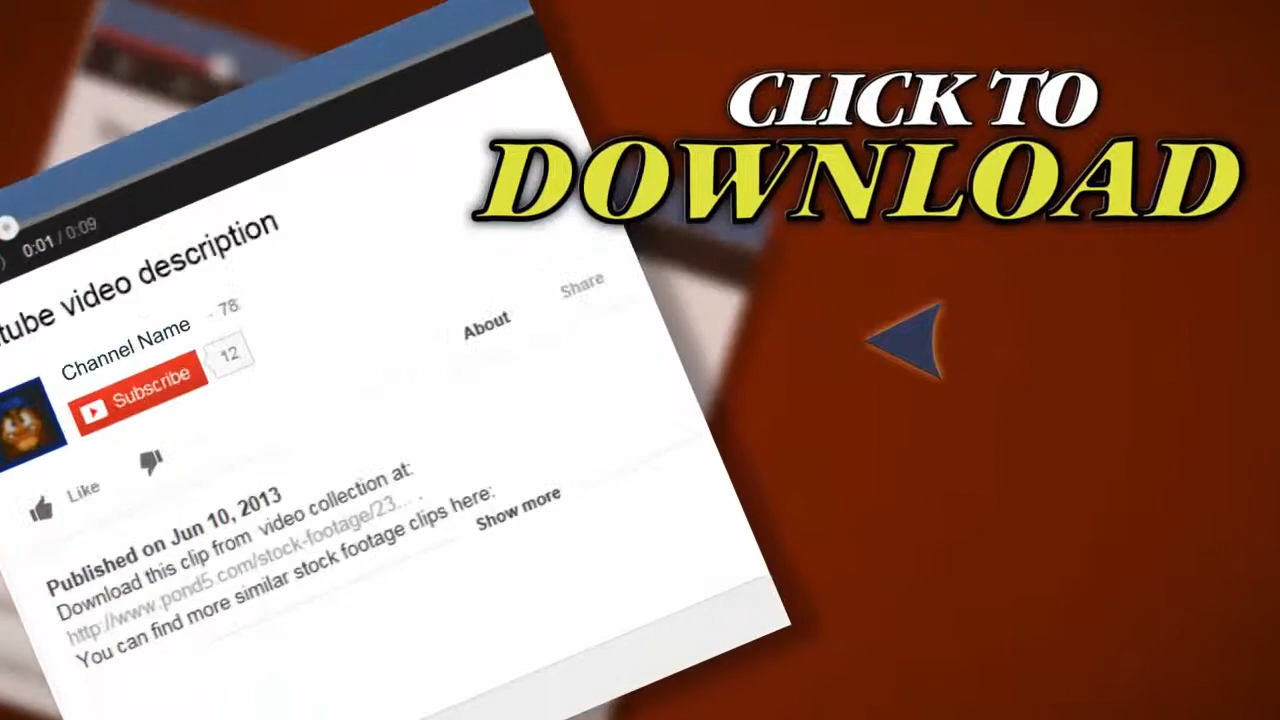 CLICK TO
DOWNLOAD
0:01 / 0:09
tube video description
Channel Name
78
Subscribe
12
About
Share
Like
Published on Jun 10, 2013
Download this clip from video collection at:
http://www.pond5.com/stock-footage/23...
You can find more similar stock footage clips here:
Show more